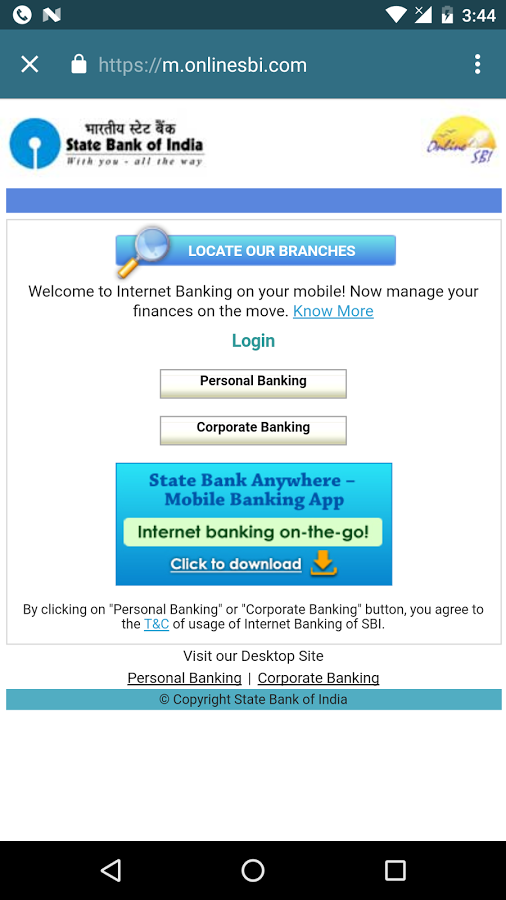 3:44
https://m.onlinesbi.com
भारतीय स्टेट बैंक
State Bank of India
With you - all the way
Online
SBI
LOCATE OUR BRANCHES
Welcome to Internet Banking on your mobile! Now manage your
finances on the move. Know More
Login
Personal Banking
Corporate Banking
State Bank Anywhere –
Mobile Banking App
Internet banking on-the-go!
Click to download
By clicking on "Personal Banking" or "Corporate Banking" button, you agree to
the T&C of usage of Internet Banking of SBI.
Visit our Desktop Site
Personal Banking | Corporate Banking
© Copyright State Bank of India